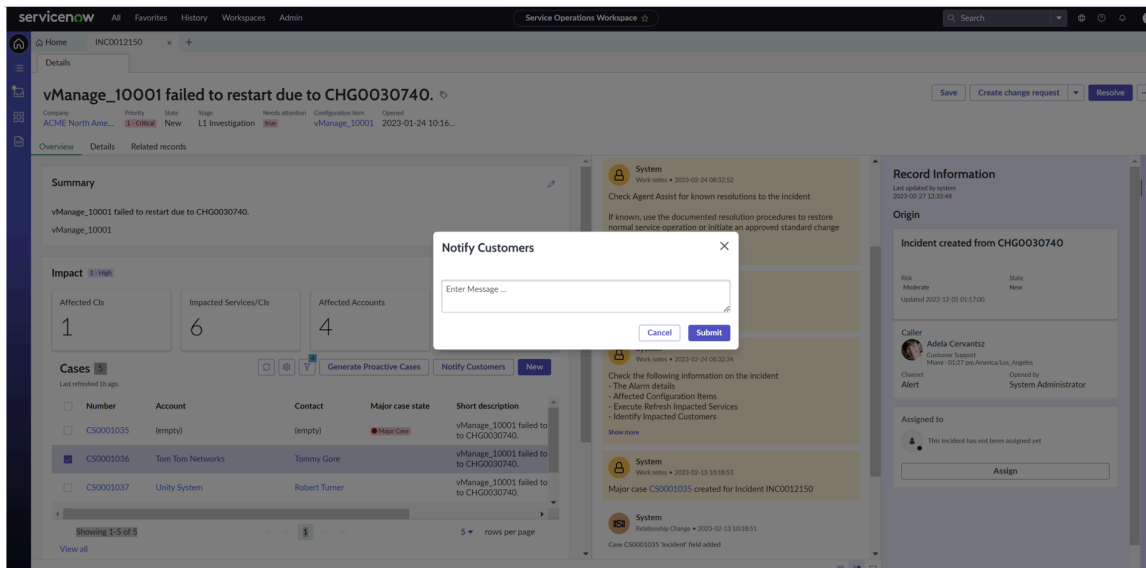 servicenow All Favorites History Workspaces Admin Service Operations Workspace Search
Home INC0012150
Details
vManage_10001 failed to restart due to CHG0030740.
Save Create change request Resolve
Company Priority State Stage Needs attention Configuration item Opened
ACME North Ame... 1 - Critical New L1 Investigation true vManage_10001 2023-01-24 10:16...
Overview Details Related records
Summary
vManage_10001 failed to restart due to CHG0030740.
vManage_10001
Impact 1 - High
Affected CIs
1
Impacted Services/CIs
6
Affected Accounts
4
Cases 5
Last refreshed 1h ago.
4
Generate Proactive Cases Notify Customers New
Number Account Contact Major case state Short description
CS0001035 (empty) (empty) Major Case vManage_10001 failed to
to CHG0030740.
CS0001036 Tom Tom Networks Tommy Gore vManage_10001 failed to
to CHG0030740.
CS0001037 Unity System Robert Turner vManage_10001 failed to
to CHG0030740.
Showing 1-5 of 5 1 5 rows per page
View all
Notify Customers
Enter Message ...
Cancel Submit
System
Work notes • 2023-02-24 08:32:52
Check Agent Assist for known resolutions to the incident
If known, use the documented resolution procedures to restore
normal service operation or initiate an approved standard change
System
Work notes • 2023-02-24 08:32:34
Check the following information on the incident
- The Alarm details
- Affected Configuration Items
- Execute Refresh Impacted Services
- Identify Impacted Customers
Show more
System
Work notes • 2023-02-13 10:18:53
Major case CS0001035 created for Incident INC0012150
System
Relationship Change • 2023-02-13 10:18:51
Case CS0001035 'Incident' field added
Record Information
Last updated by system
2023-02-27 12:32:48
Origin
Incident created from CHG0030740
Risk State
Moderate New
Updated 2022-12-05 01:17:00
Caller
Adela Cervantsz
Customer Support
Miami · 01:27 pm America/Los_Angeles
Channel Opened by
Alert System Administrator
Assigned to
This Incident has not been assigned yet
Assign